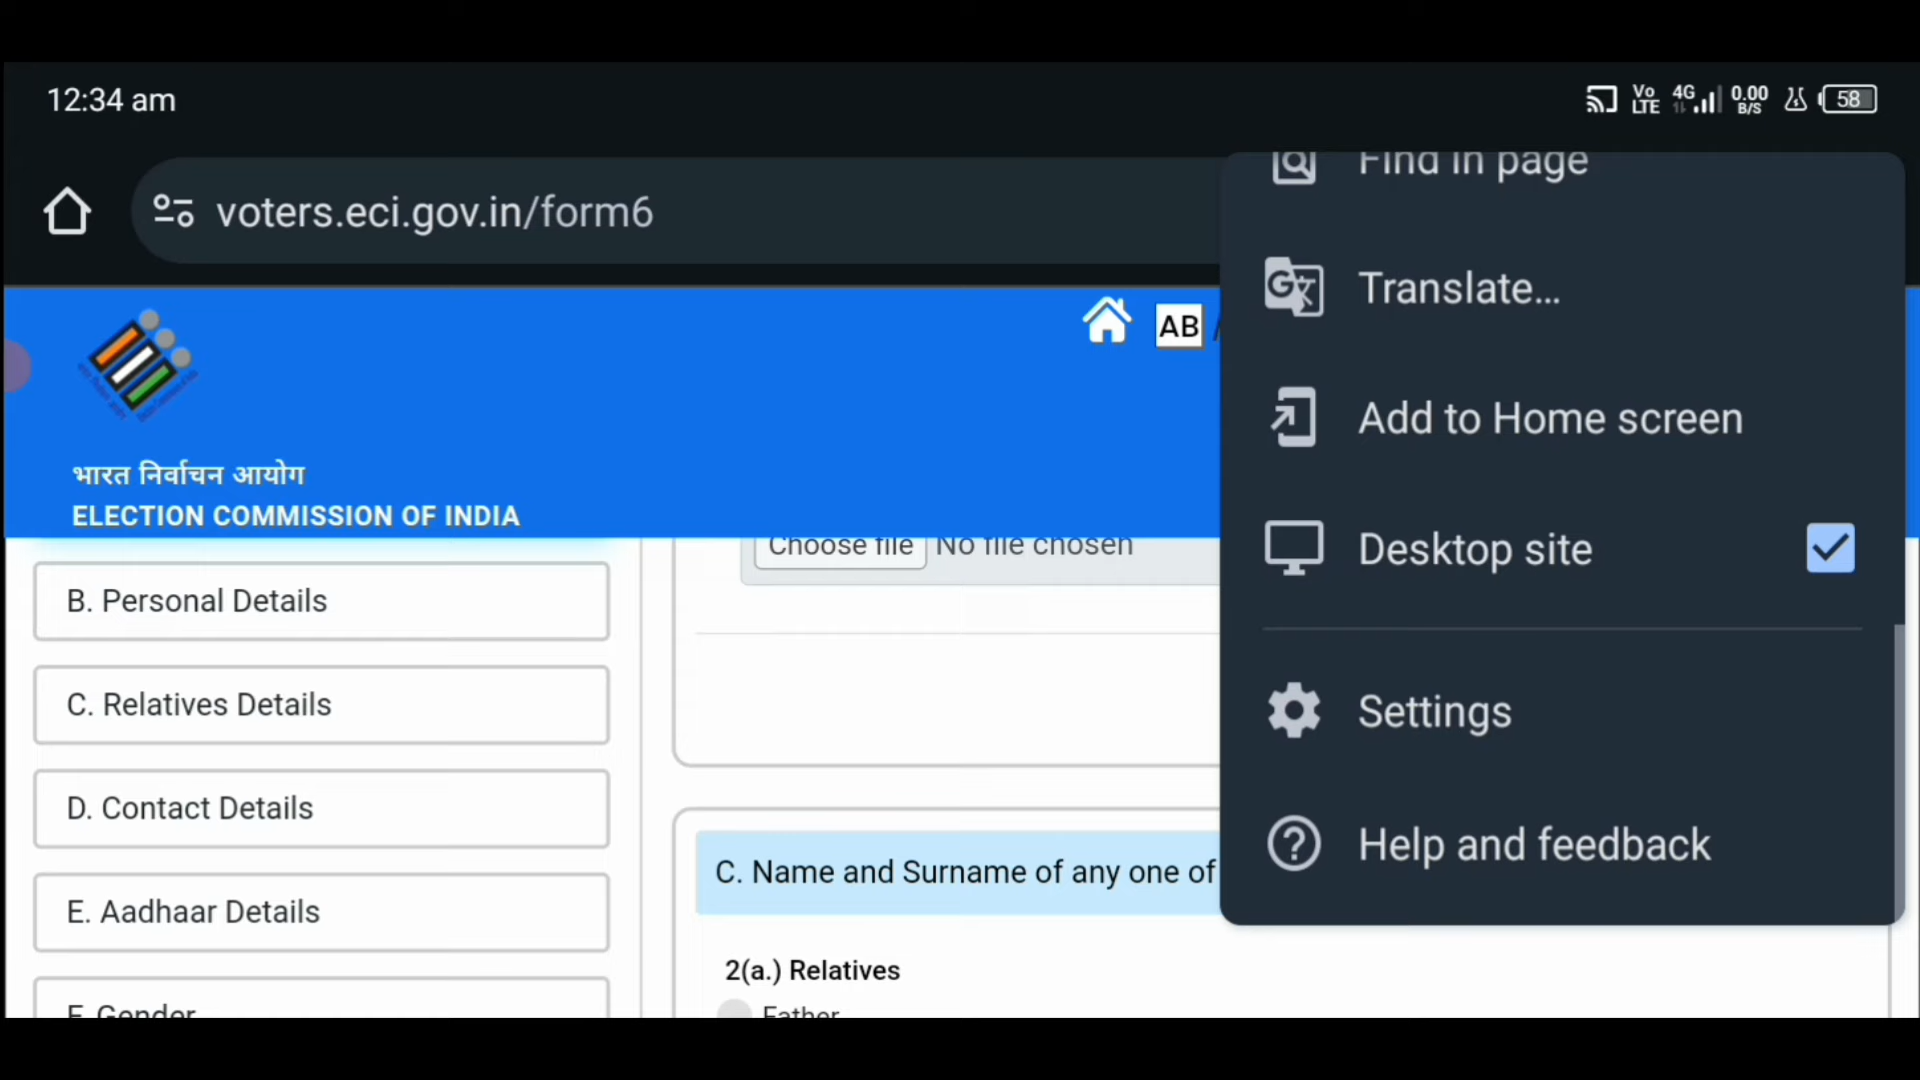 12:34 am
Vo LTE 4G 0.00 B/S 58
voters.eci.gov.in/form6
Find in page
Translate...
Add to Home screen
Desktop site
Settings
Help and feedback
AB
भारत निर्वाचन आयोग
ELECTION COMMISSION OF INDIA
B. Personal Details
C. Relatives Details
D. Contact Details
E. Aadhaar Details
F. Gender
Choose file No file chosen
C. Name and Surname of any one of
2(a.) Relatives
Father